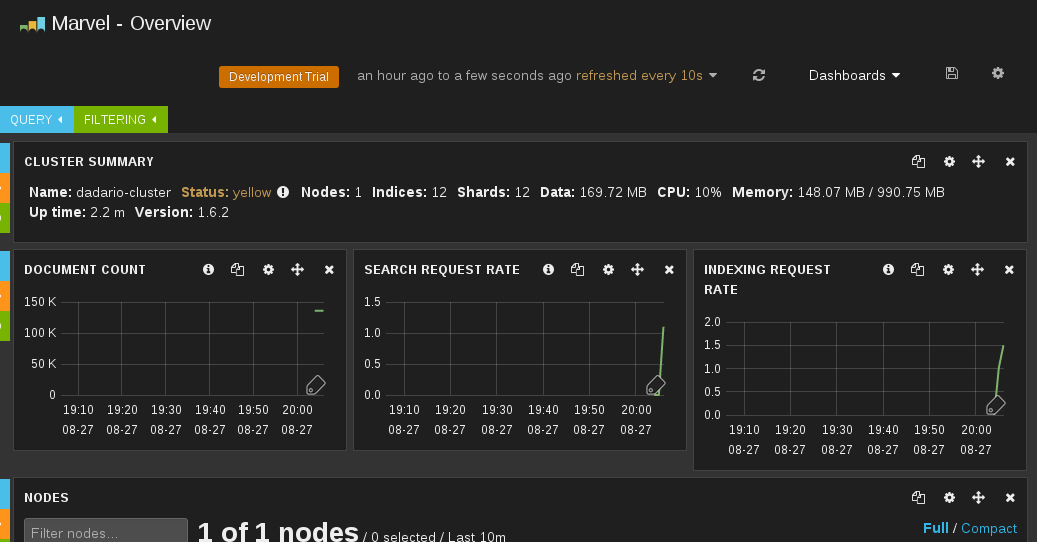 Marvel - Overview
Development Trial an hour ago to a few seconds ago refreshed every 10s Dashboards
QUERY FILTERING
CLUSTER SUMMARY
Name: dadario-cluster Status: yellow Nodes: 1 Indices: 12 Shards: 12 Data: 169.72 MB CPU: 10% Memory: 148.07 MB / 990.75 MB
Up time: 2.2 m Version: 1.6.2
DOCUMENT COUNT
150 K
100 K
50 K
0
19:10 19:20 19:30 19:40 19:50 20:00
08-27 08-27 08-27 08-27 08-27 08-27
SEARCH REQUEST RATE
1.5
1.0
0.5
0.0
19:10 19:20 19:30 19:40 19:50 20:00
08-27 08-27 08-27 08-27 08-27 08-27
INDEXING REQUEST
RATE
2.0
1.5
1.0
0.5
0.0
19:10 19:20 19:30 19:40 19:50 20:00
08-27 08-27 08-27 08-27 08-27 08-27
NODES
Filter nodes... 1 of 1 nodes / 0 selected / Last 10m Full / Compact